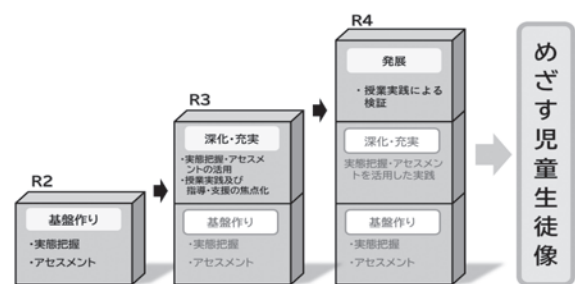 R2
基盤作り
・実態把握
・アセスメント
R3
深化・充実
・実態把握・アセスメ
ントの活用
・授業実践及び
指導・支援の焦点化
基盤作り
・実態把握
・アセスメント
R4
発展
・授業実践による
検証
深化・充実
実態把握・アセスメン
トを活用した実践
基盤作り
・実態把握
・アセスメント
めざす児童生徒像